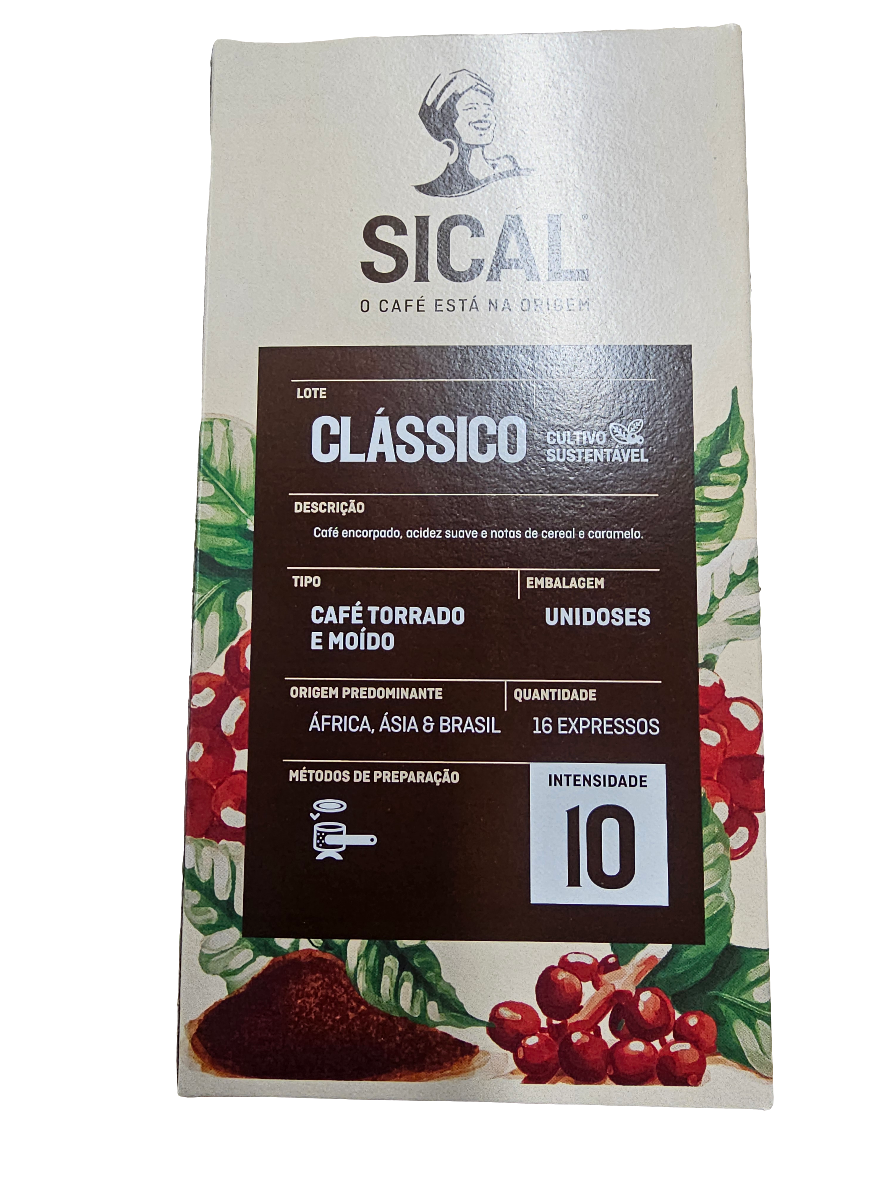 SICAL
O CAFÉ ESTÁ NA ORIGEM
LOTE
CLÁSSICO
CULTIVO
SUSTENTÁVEL
DESCRIÇÃO
Café encorpado, acidez suave e notas de cereal e caramelo.
TIPO
CAFÉ TORRADO
E MOÍDO
EMBALAGEM
UNIDOSES
ORIGEM PREDOMINANTE
ÁFRICA, ÁSIA & BRASIL
QUANTIDADE
16 EXPRESSOS
MÉTODOS DE PREPARAÇÃO
INTENSIDADE
10